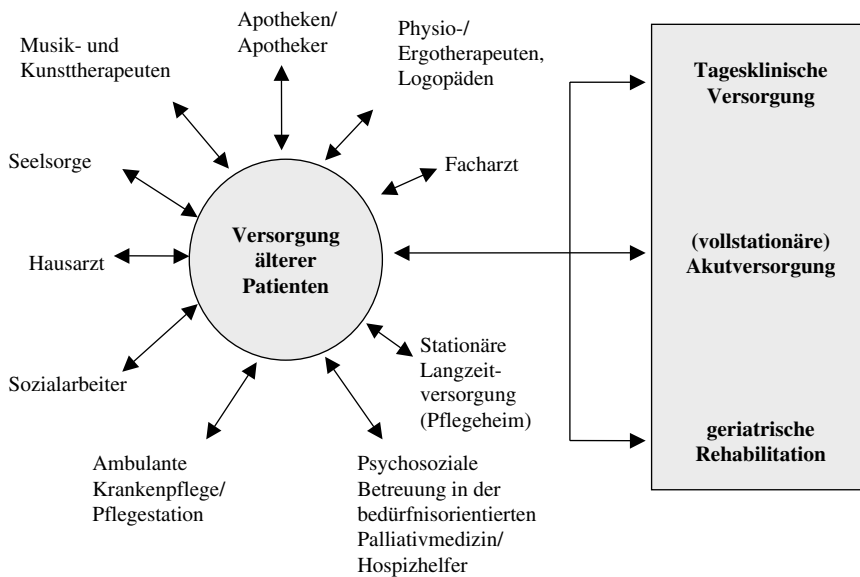 Musik- und
Kunsttherapeuten
Apotheken/
Apotheker
Physio-/
Ergotherapeuten,
Logopäden
Seelsorge
Facharzt
Hausarzt
Versorgung
älterer
Patienten
Sozialarbeiter
Stationäre
Langzeit-
versorgung
(Pflegeheim)
Ambulante
Krankenpflege/
Pflegestation
Psychosoziale
Betreuung in der
bedürfnisorientierten
Palliativmedizin/
Hospizhelfer
Tagesklinische
Versorgung
(vollstationäre)
Akutversorgung
geriatrische
Rehabilitation